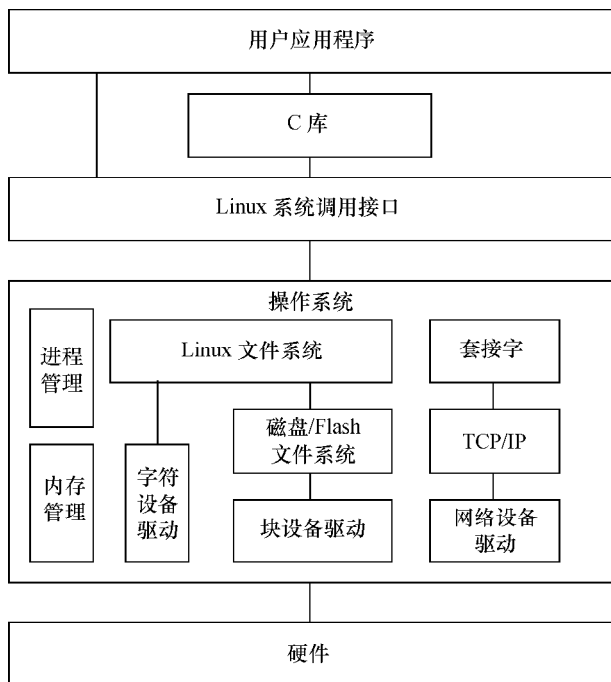 用户应用程序
C 库
Linux 系统调用接口
操作系统
进程
管理
Linux 文件系统
套接字
内存
管理
字符
设备
驱动
磁盘/Flash
文件系统
TCP/IP
块设备驱动
网络设备
驱动
硬件